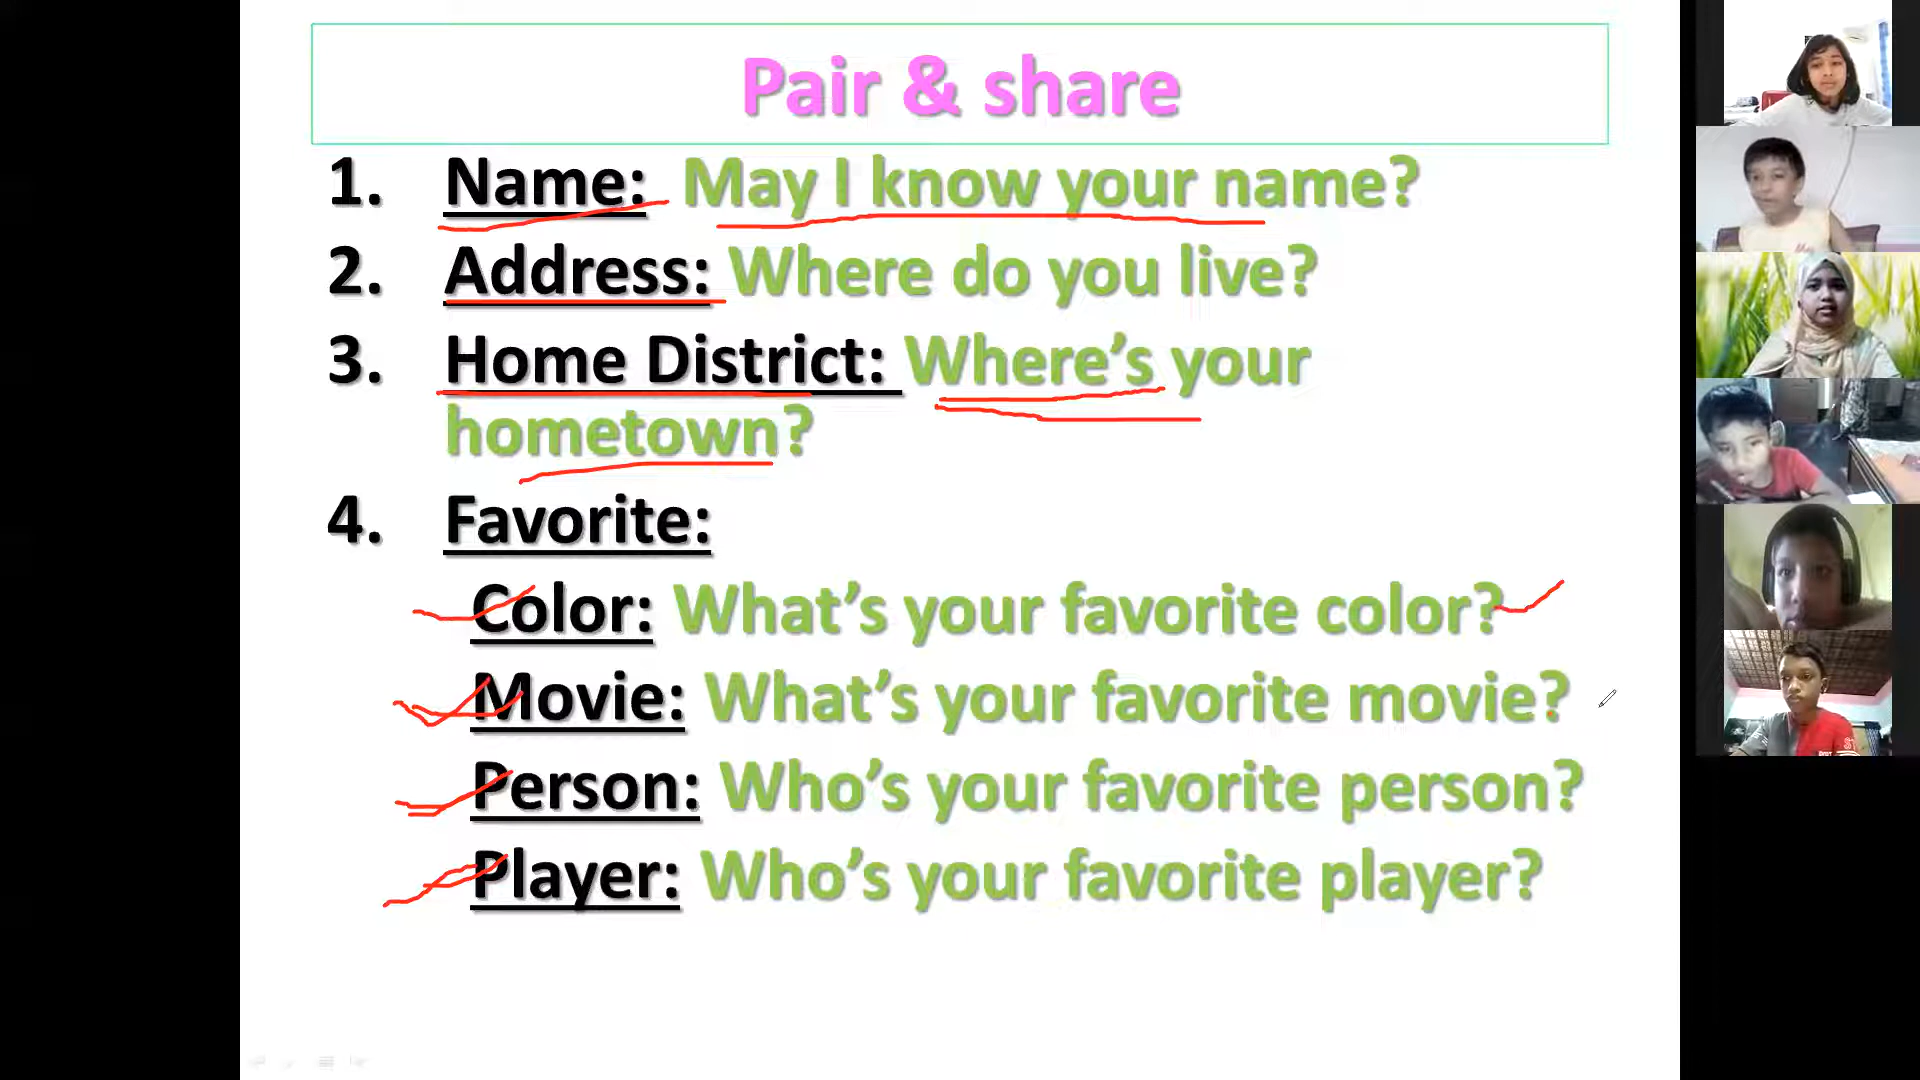 Pair & share
1. Name: May I know your name?
2. Address: Where do you live?
3. Home District: Where’s your
hometown?
4. Favorite:
Color: What’s your favorite color?
Movie: What’s your favorite movie?
Person: Who’s your favorite person?
Player: Who’s your favorite player?